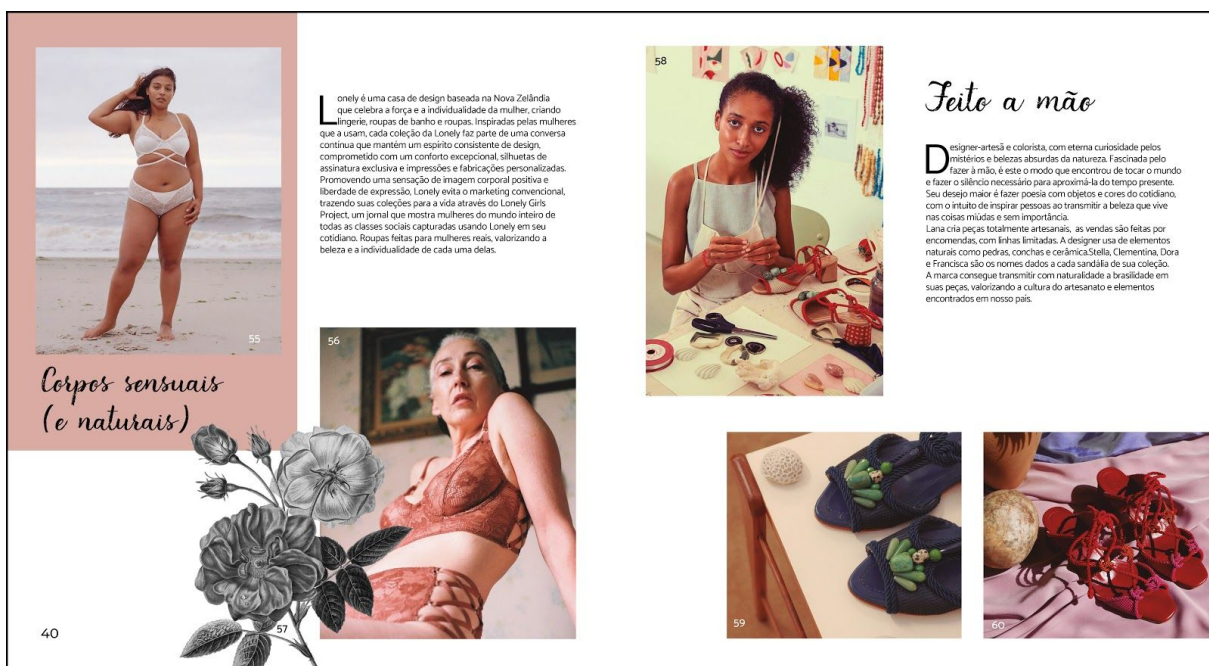 55
Corpos sensuais
(e naturais)
Lonely é uma casa de design baseada na Nova Zelândia
que celebra a força e a individualidade da mulher, criando
lingerie, roupas de banho e roupas. Inspiradas pelas mulheres
que a usam, cada coleção da Lonely faz parte de uma conversa
contínua que mantém um espírito consistente de design,
comprometido com um conforto excepcional, silhuetas de
assinatura exclusiva e impressões e fabricações personalizadas.
Promovendo uma sensação de imagem corporal positiva e
liberdade de expressão, Lonely evita o marketing convencional,
trazendo suas coleções para a vida através do Lonely Girls
Project, um jornal que mostra mulheres do mundo inteiro de
todas as classes sociais capturadas usando Lonely em seu
cotidiano. Roupas feitas para mulheres reais, valorizando a
beleza e a individualidade de cada uma delas.
56
57
40
58
Feito a mão
Designer-artesã e colorista, com eterna curiosidade pelos
mistérios e belezas absurdas da natureza. Fascinada pelo
fazer à mão, é este o modo que encontrou de tocar o mundo
e fazer o silêncio necessário para aproximá-la do tempo presente.
Seu desejo maior é fazer poesia com objetos e cores do cotidiano,
com o intuito de inspirar pessoas ao transmitir a beleza que vive
nas coisas miúdas e sem importância.
Lana cria peças totalmente artesanais, as vendas são feitas por
encomendas, com linhas limitadas. A designer usa de elementos
naturais como pedras, conchas e cerâmica.Stella, Clementina, Dora
e Francisca são os nomes dados a cada sandália de sua coleção.
A marca consegue transmitir com naturalidade a brasilidade em
suas peças, valorizando a cultura do artesanato e elementos
encontrados em nosso país.
59
60